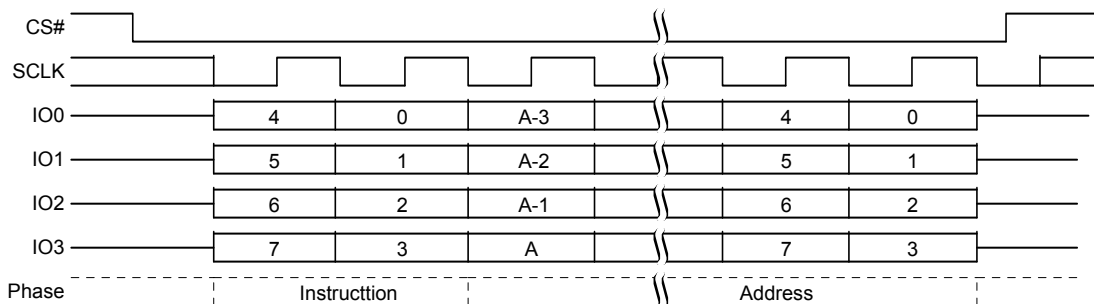 CS#
SCLK
IO0 4 0 A-3 4 0
IO1 5 1 A-2 5 1
IO2 6 2 A-1 6 2
IO3 7 3 A 7 3
Phase Instructtion Address